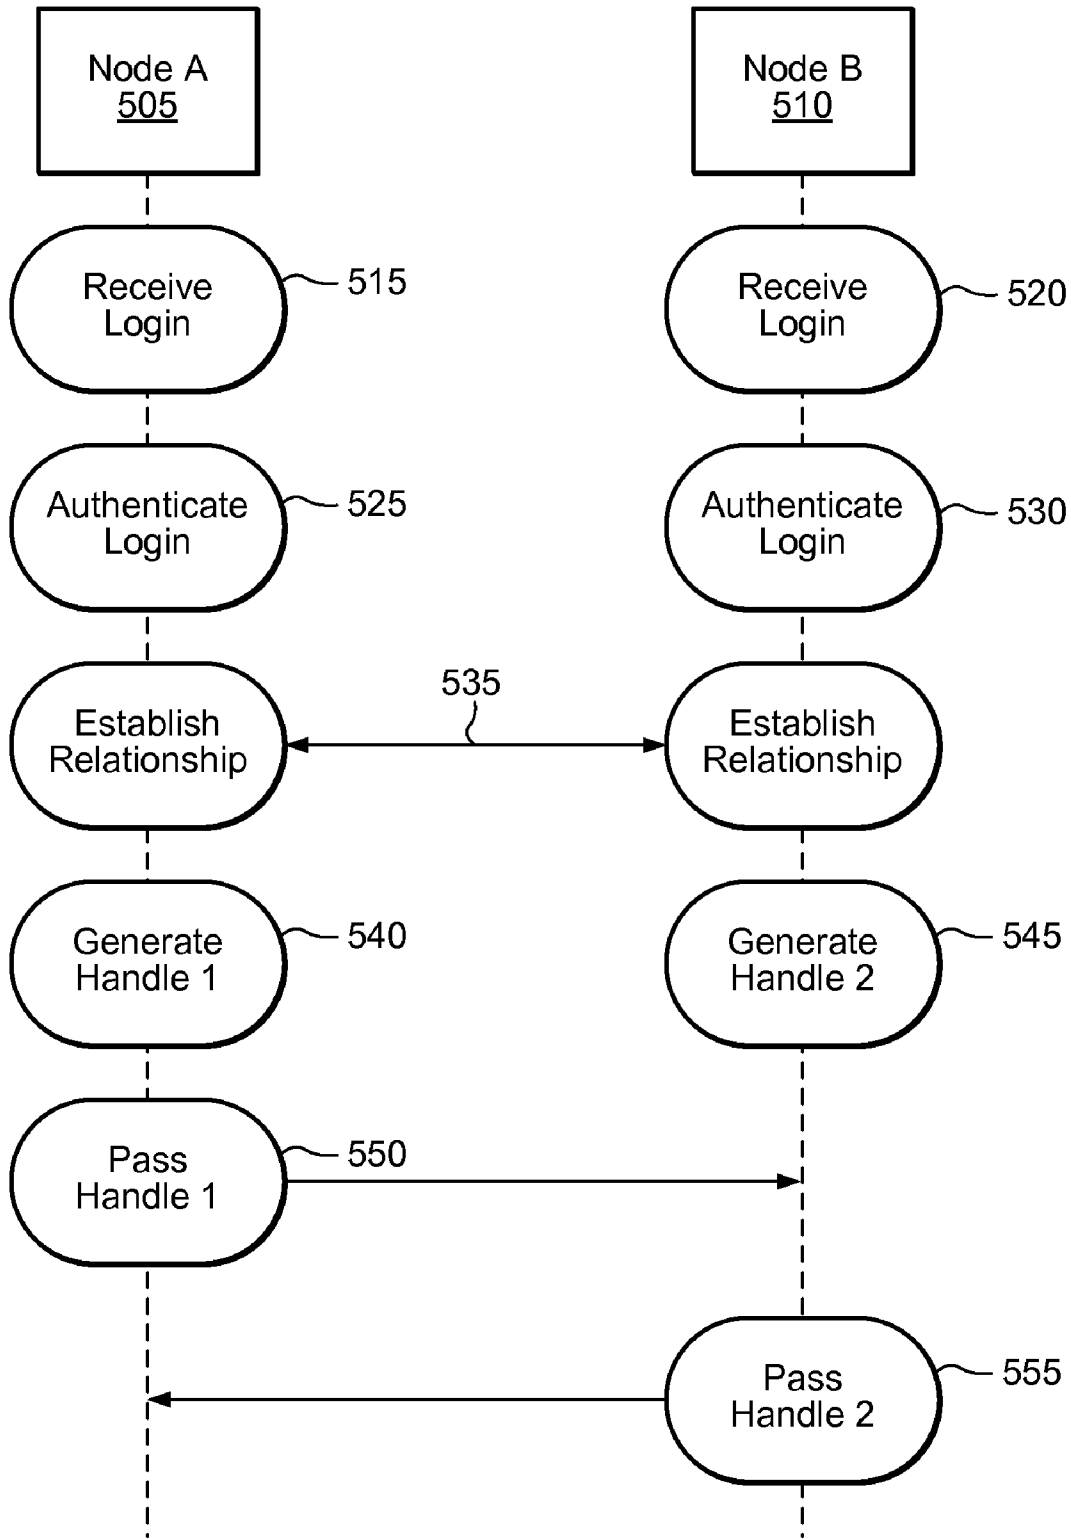 Node A
505
Node B
510
Receive
Login
515
Receive
Login
520
Authenticate
Login
525
Authenticate
Login
530
Establish
Relationship
535
Establish
Relationship
Generate
Handle 1
540
Generate
Handle 2
545
Pass
Handle 1
550
Pass
Handle 2
555